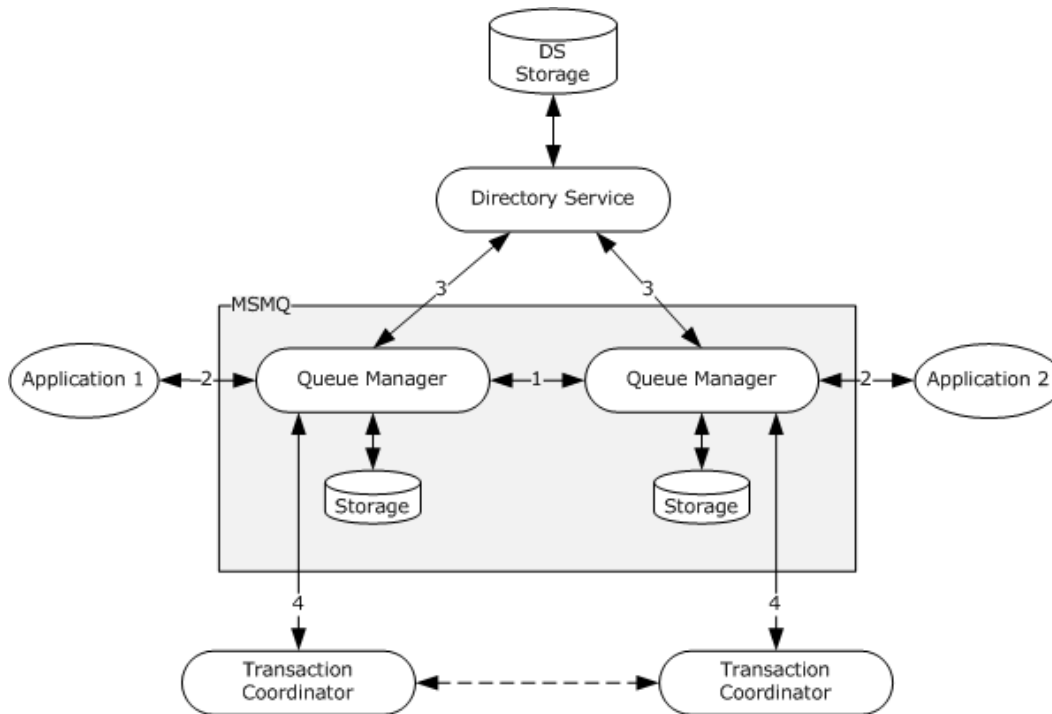 DS
Storage
Directory Service
3
3
MSMQ
Application 1
2
Queue Manager
1
Queue Manager
2
Application 2
Storage
Storage
4
4
Transaction
Coordinator
Transaction
Coordinator